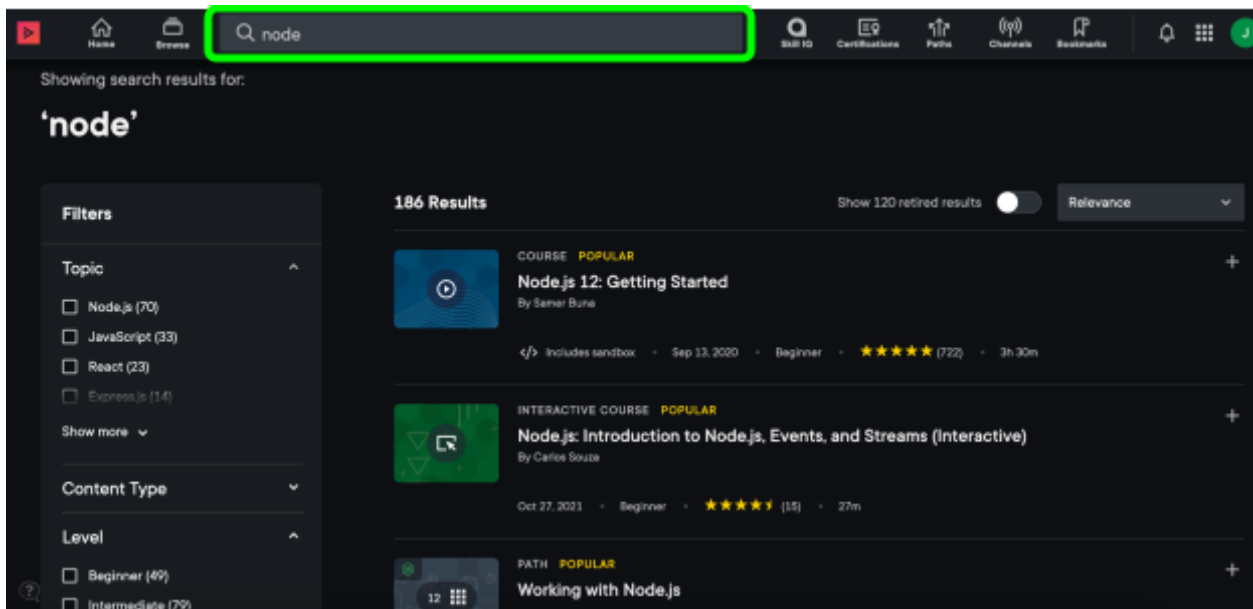 Home
Browse
node
Skill IQ
Certifications
Paths
Channels
Bookmarks
J
Showing search results for:
‘node’
Filters
Topic
Node.js (70)
JavaScript (33)
React (23)
Express.js (14)
Show more
Content Type
Level
Beginner (49)
Intermediate (79)
186 Results
Show 120 retired results
Relevance
COURSE POPULAR
Node.js 12: Getting Started
By Samer Buna
</> Includes sandbox • Sep 13, 2020 • Beginner • ★★★★★ (722) • 3h 30m
INTERACTIVE COURSE POPULAR
Node.js: Introduction to Node.js, Events, and Streams (Interactive)
By Carlos Souza
Oct 27, 2021 • Beginner • (15) • 27m
PATH POPULAR
12
Working with Node.js
?